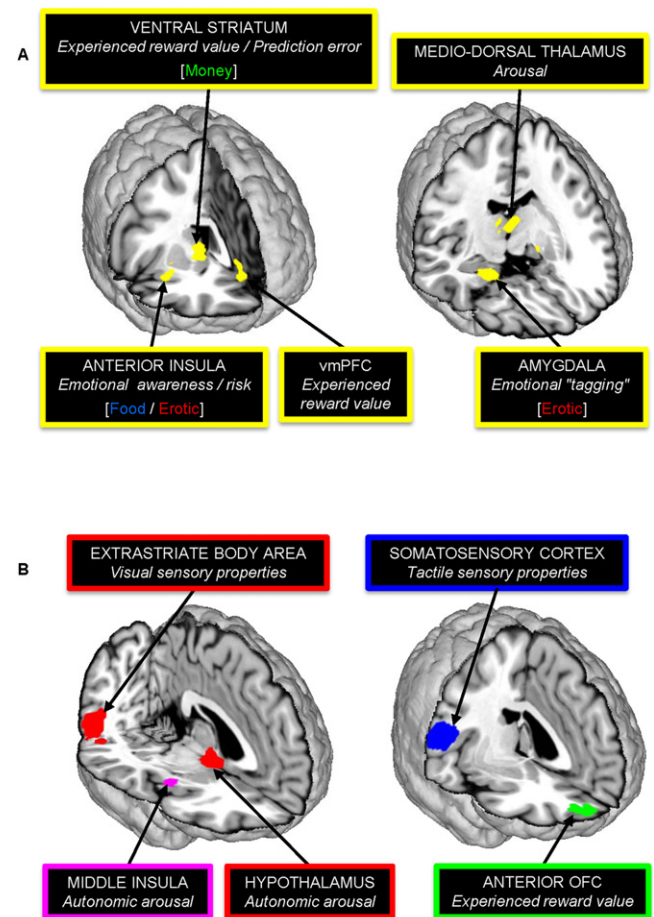 A
VENTRAL STRIATUM
Experienced reward value / Prediction error
[Money]
MEDIO-DORSAL THALAMUS
Arousal
ANTERIOR INSULA
Emotional awareness / risk
[Food / Erotic]
vmPFC
Experienced
reward value
AMYGDALA
Emotional "tagging"
[Erotic]
B
EXTRASTRIATE BODY AREA
Visual sensory properties
SOMATOSENSORY CORTEX
Tactile sensory properties
MIDDLE INSULA
Autonomic arousal
HYPOTHALAMUS
Autonomic arousal
ANTERIOR OFC
Experienced reward value